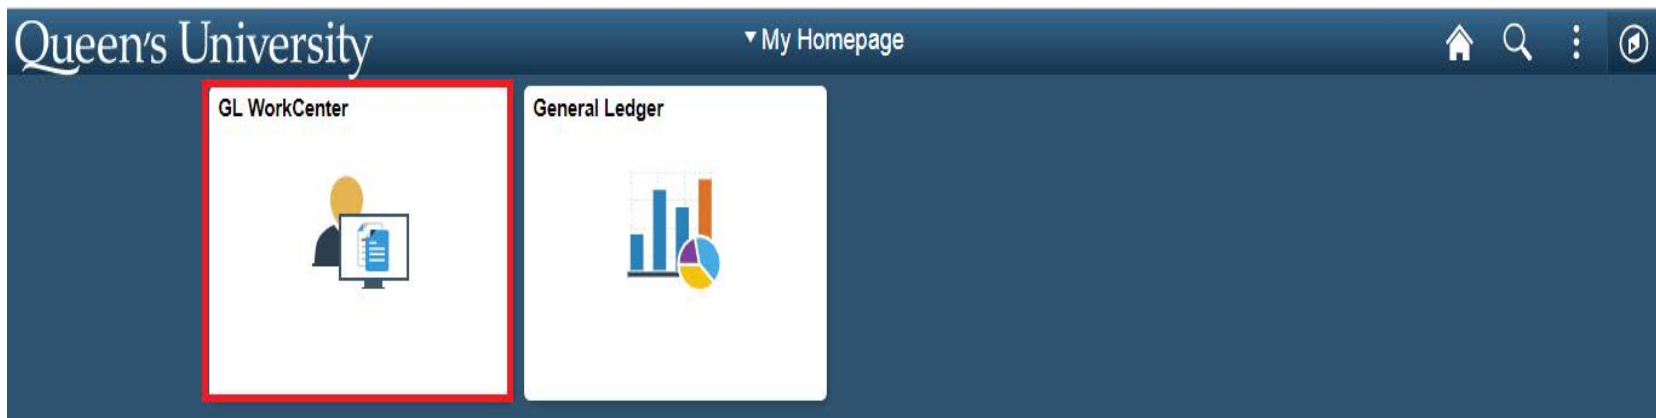 Queen's University
▾ My Homepage
GL WorkCenter
General Ledger